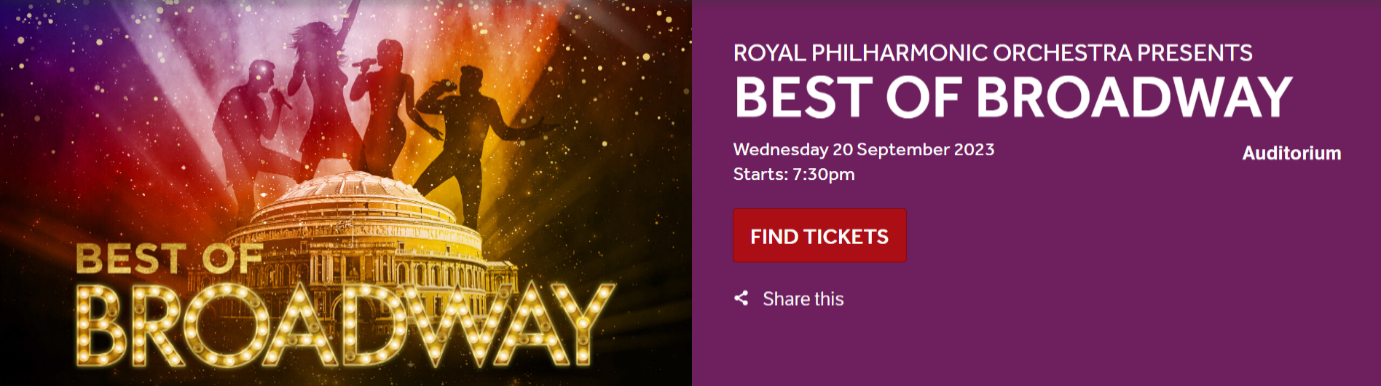 BEST OF
BROADWAY
ROYAL PHILHARMONIC ORCHESTRA PRESENTS
BEST OF BROADWAY
Wednesday 20 September 2023
Starts: 7:30pm
Auditorium
FIND TICKETS
Share this